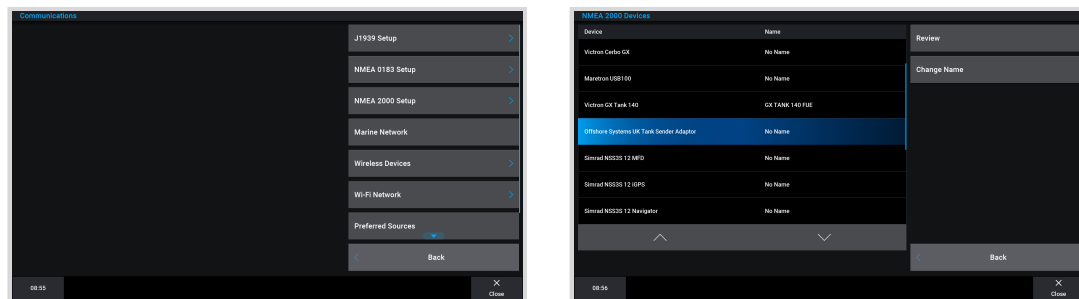 Communications
J1939 Setup
NMEA 0183 Setup
NMEA 2000 Setup
Marine Network
Wireless Devices
Wi-Fi Network
Preferred Sources
Back
08:55
Close
NMEA 2000 Devices
Device Name
Victron Cerbo GX No Name
Maretron USB100 No Name
Victron GX Tank 140 GX TANK 140 FUE
Offshore Systems UK Tank Sender Adaptor No Name
Simrad NSS3S 12 MFD No Name
Simrad NSS3S 12 iGPS No Name
Simrad NSS3S 12 Navigator No Name
Review
Change Name
Back
08:56
Close